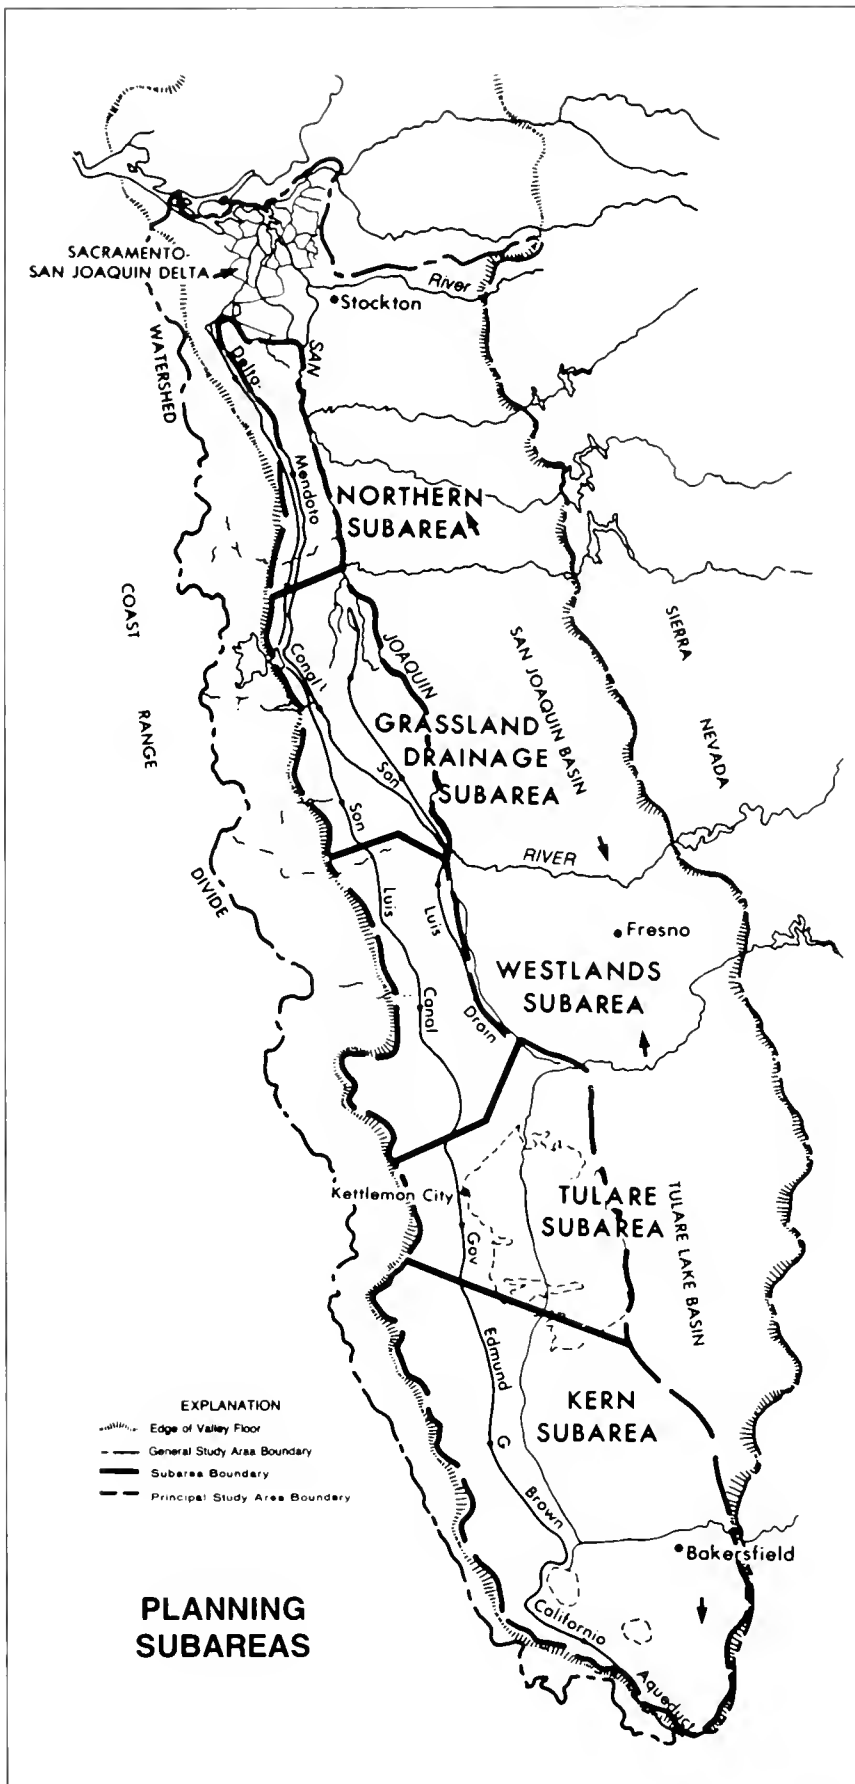 SACRAMENTO-
SAN JOAQUIN DELTA
River
Stockton
WATERSHED
SAN
Delta-
Mendota
NORTHERN
SUBAREA
COAST
RANGE
SIERRA
NEVADA
SAN JOAQUIN BASIN
JOAQUIN
Canal
GRASSLAND
DRAINAGE
SUBAREA
San
San
RIVER
DIVIDE
Luis
Luis
Fresno
WESTLANDS
SUBAREA
Canal
Drain
Kettlemon City
TULARE
SUBAREA
TULARE LAKE BASIN
Gov
Edmund
G
Brown
KERN
SUBAREA
EXPLANATION
Edge of Valley Floor
General Study Area Boundary
Subarea Boundary
Principal Study Area Boundary
Bakersfield
California
Aqueduct
PLANNING
SUBAREAS